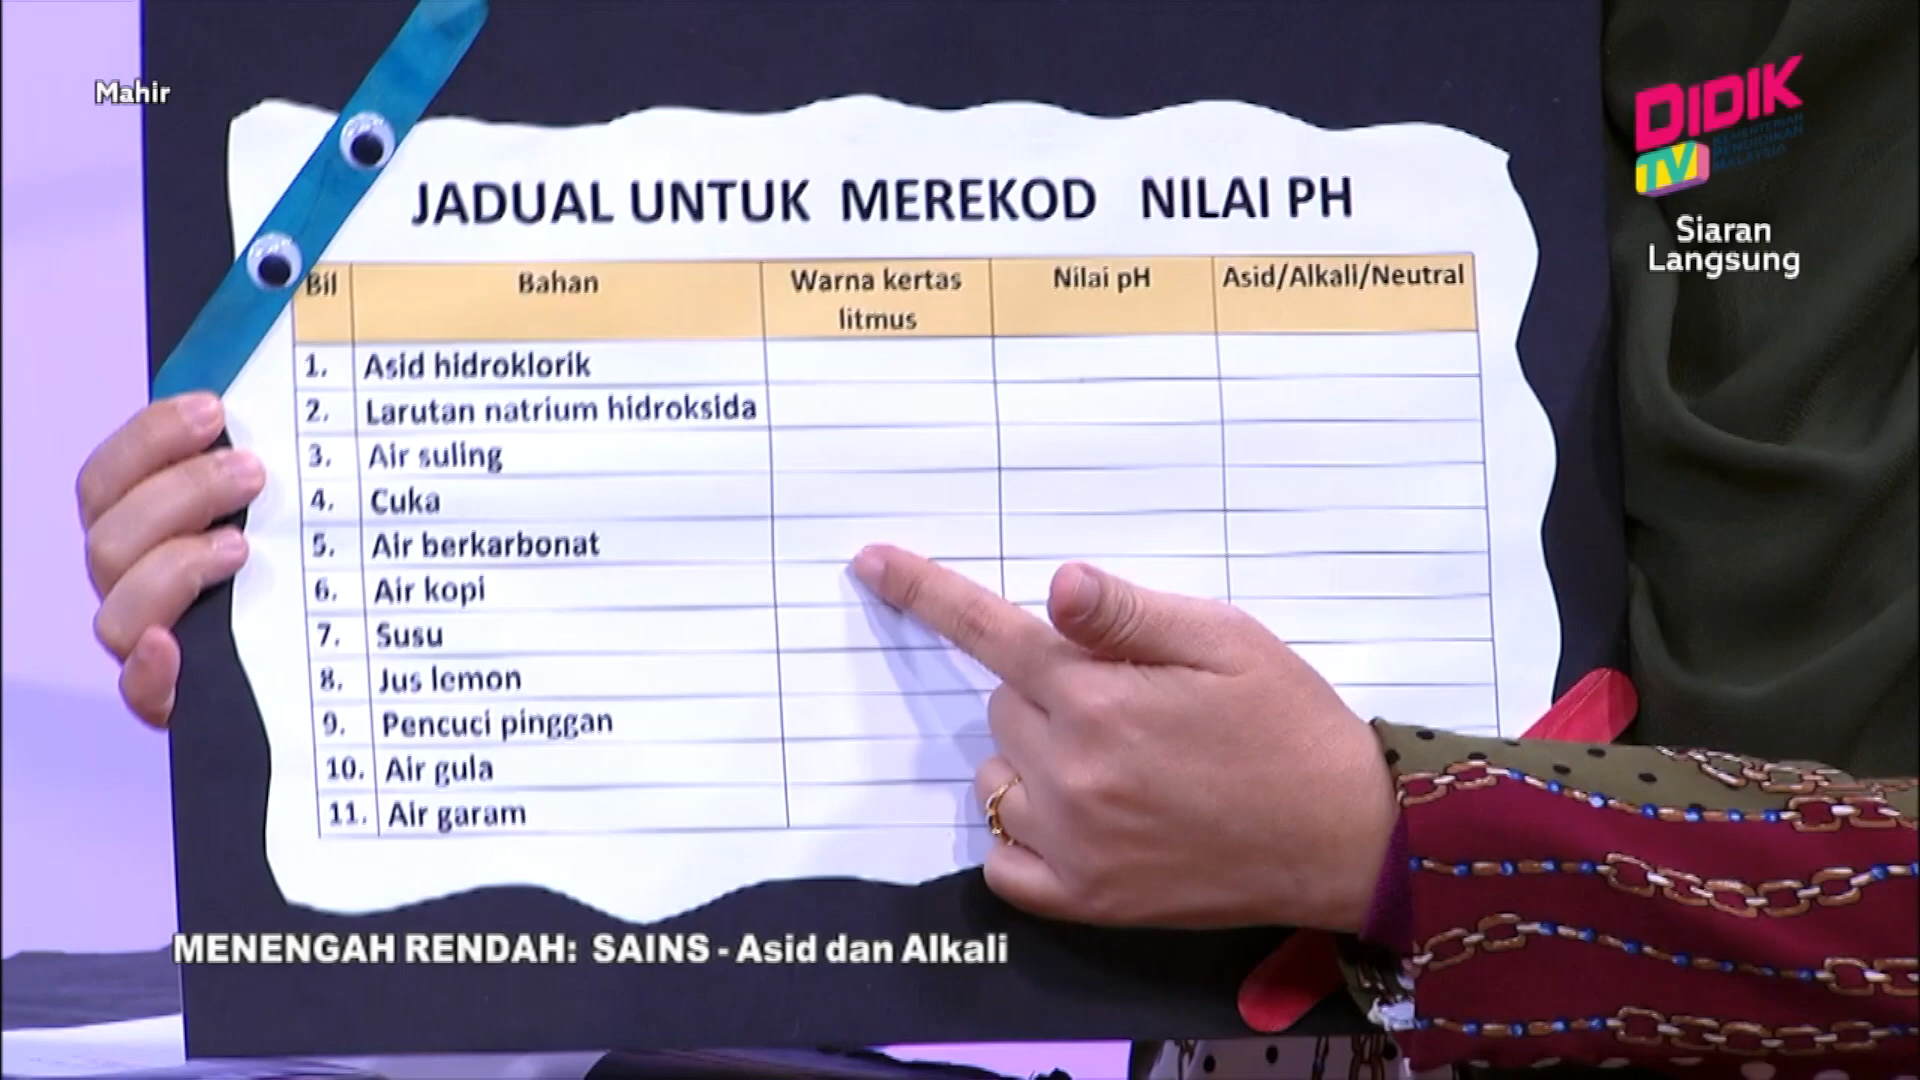 Mahir
DIDIK
TV
KEMENTERIAN
PENDIDIKAN
MALAYSIA
Siaran
Langsung
JADUAL UNTUK MEREKOD NILAI PH
Bil Bahan Warna kertas litmus Nilai pH Asid/Alkali/Neutral
1. Asid hidroklorik
2. Larutan natrium hidroksida
3. Air suling
4. Cuka
5. Air berkarbonat
6. Air kopi
7. Susu
8. Jus lemon
9. Pencuci pinggan
10. Air gula
11. Air garam
MENENGAH RENDAH: SAINS - Asid dan Alkali